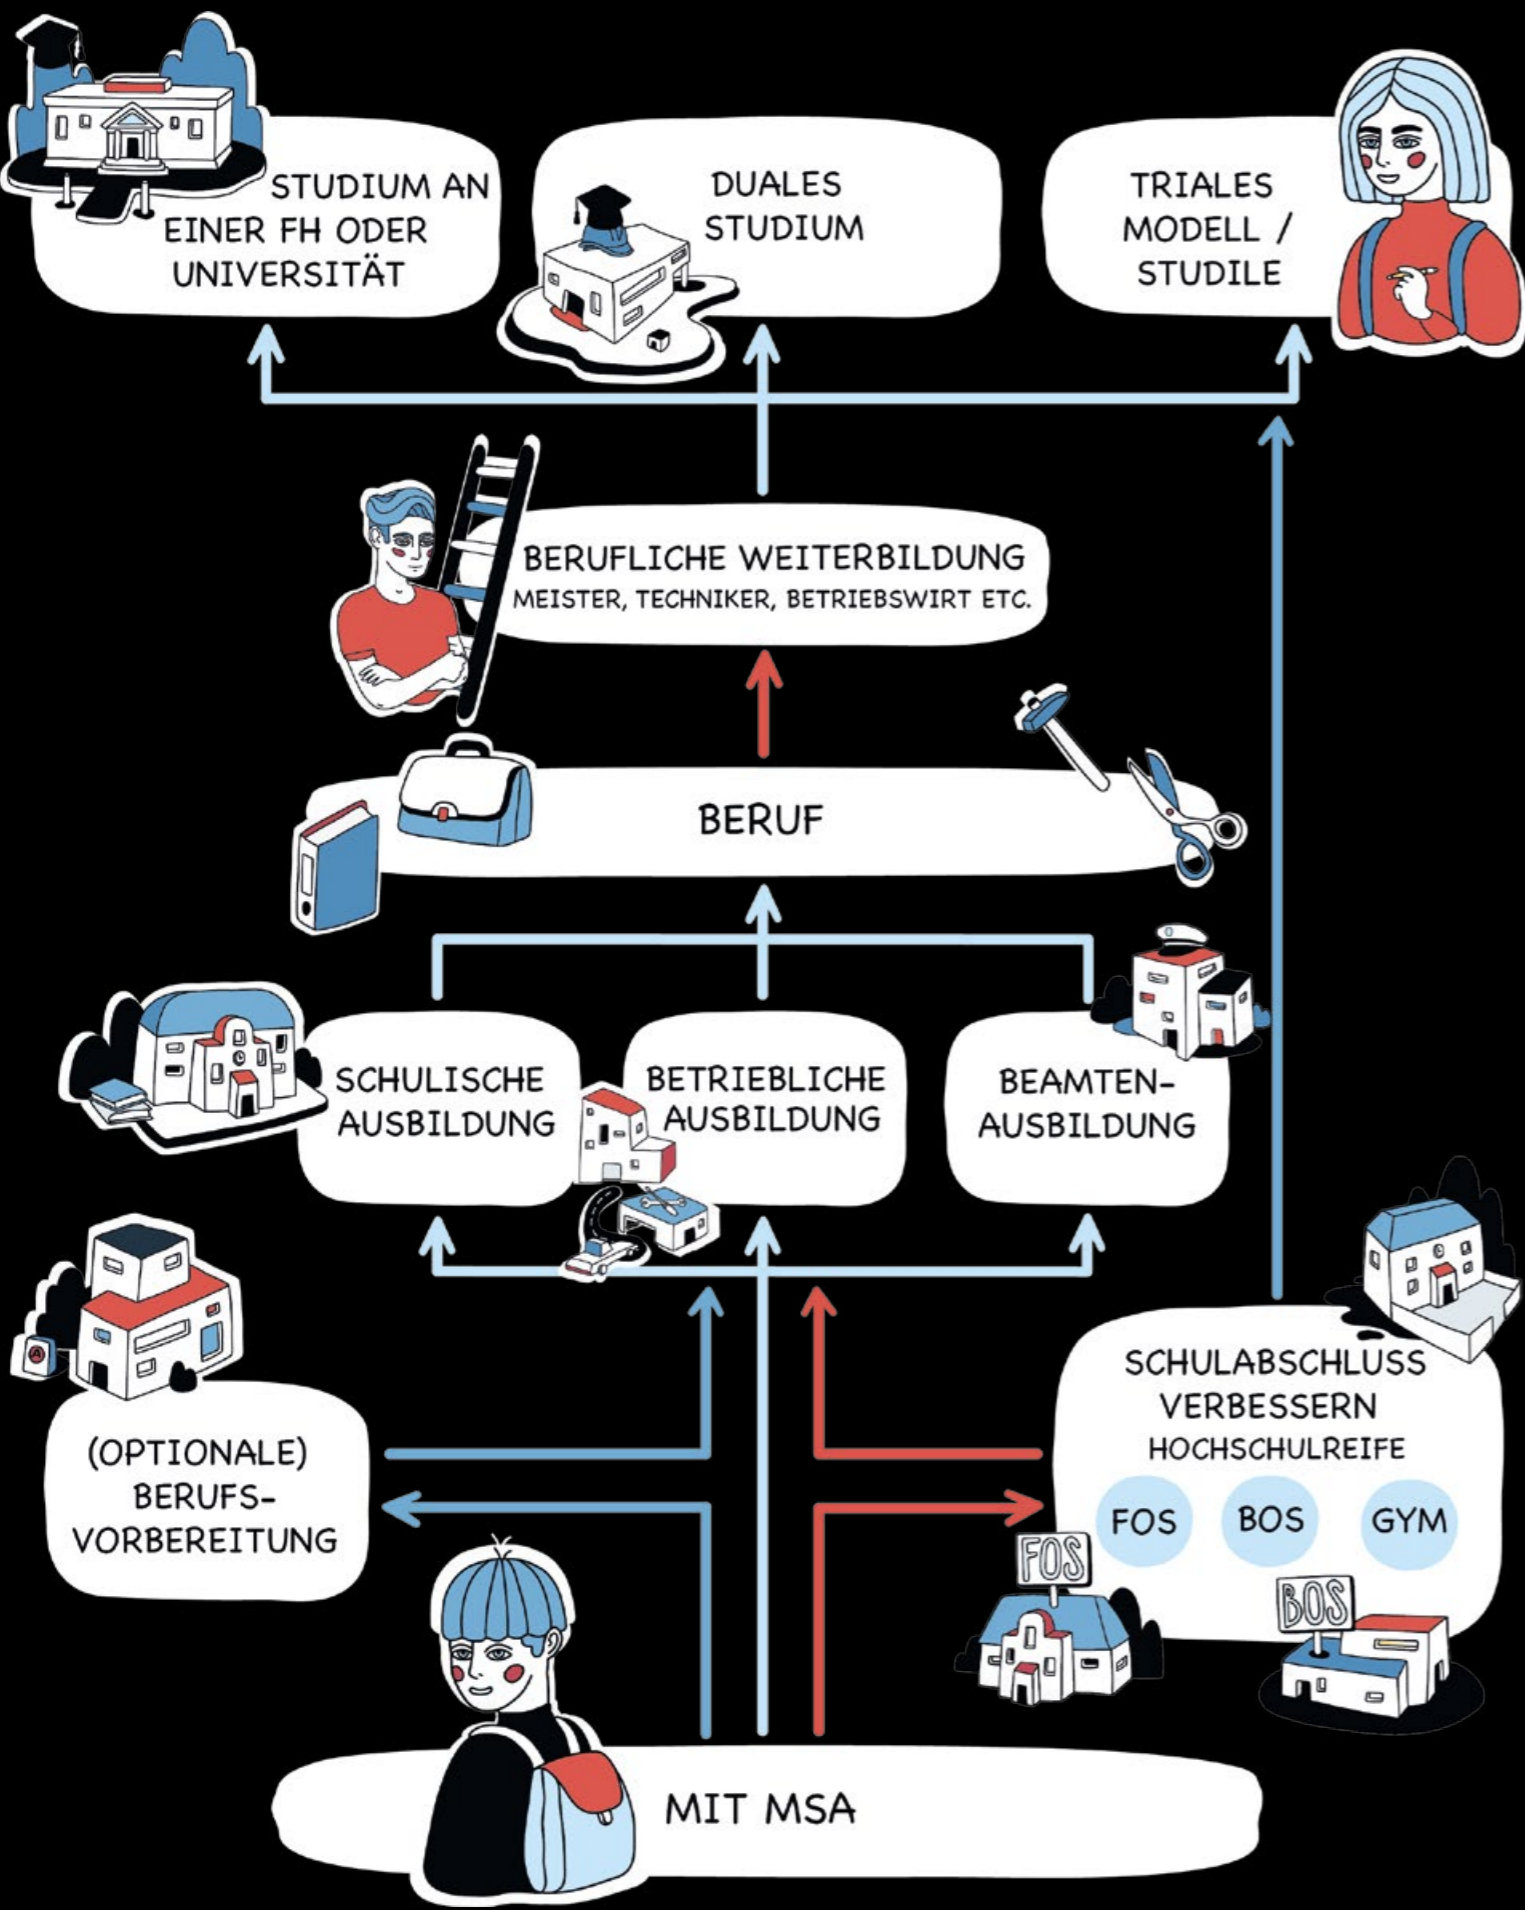 STUDIUM AN
EINER FH ODER
UNIVERSITÄT
DUALES
STUDIUM
TRIALES
MODELL /
STUDILE
BERUFLICHE WEITERBILDUNG
MEISTER, TECHNIKER, BETRIEBSWIRT ETC.
BERUF
SCHULISCHE
AUSBILDUNG
BETRIEBLICHE
AUSBILDUNG
BEAMTEN-
AUSBILDUNG
(OPTIONALE)
BERUFS-
VORBEREITUNG
A
SCHULABSCHLUSS
VERBESSERN
HOCHSCHULREIFE
FOS
BOS
GYM
FOS
BOS
MIT MSA